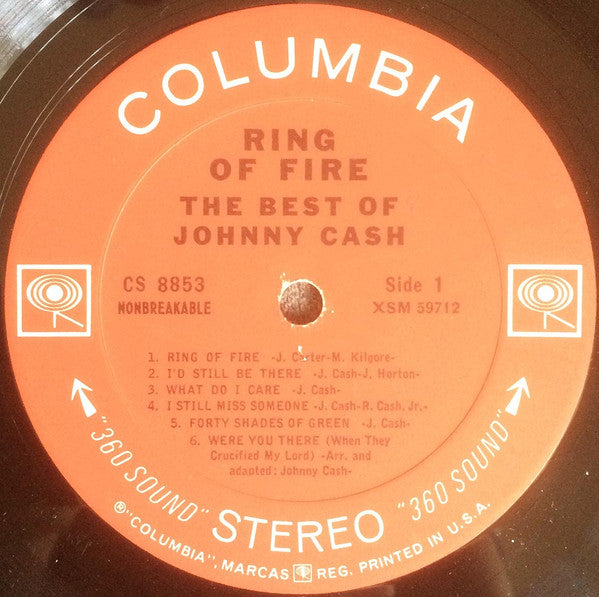 COLUMBIA
RING
OF FIRE
THE BEST OF
JOHNNY CASH
CS 8853
NONBREAKABLE
Side 1
XSM 59712
1. RING OF FIRE -J. Carter-M. Kilgore-
2. I'D STILL BE THERE -J. Cash-J. Horton-
3. WHAT DO I CARE -J. Cash-
4. I STILL MISS SOMEONE -J. Cash-R. Cash, Jr.-
5. FORTY SHADES OF GREEN -J. Cash-
6. WERE YOU THERE (When They
Crucified My Lord) -Arr. and
adapted: Johnny Cash-
"360 SOUND" STEREO "360 SOUND"
®"COLUMBIA", MARCAS REG. PRINTED IN U.S.A.